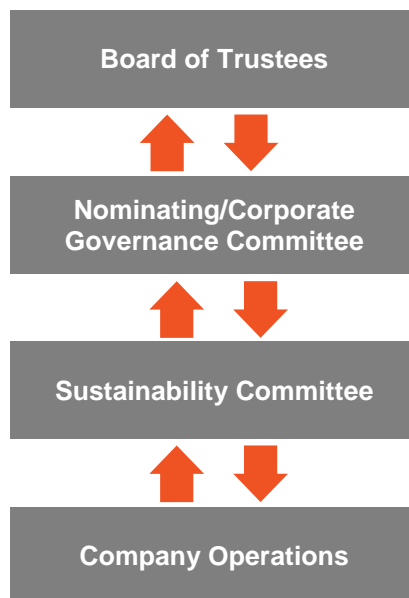 Board of Trustees
Nominating/Corporate
Governance Committee
Sustainability Committee
Company Operations